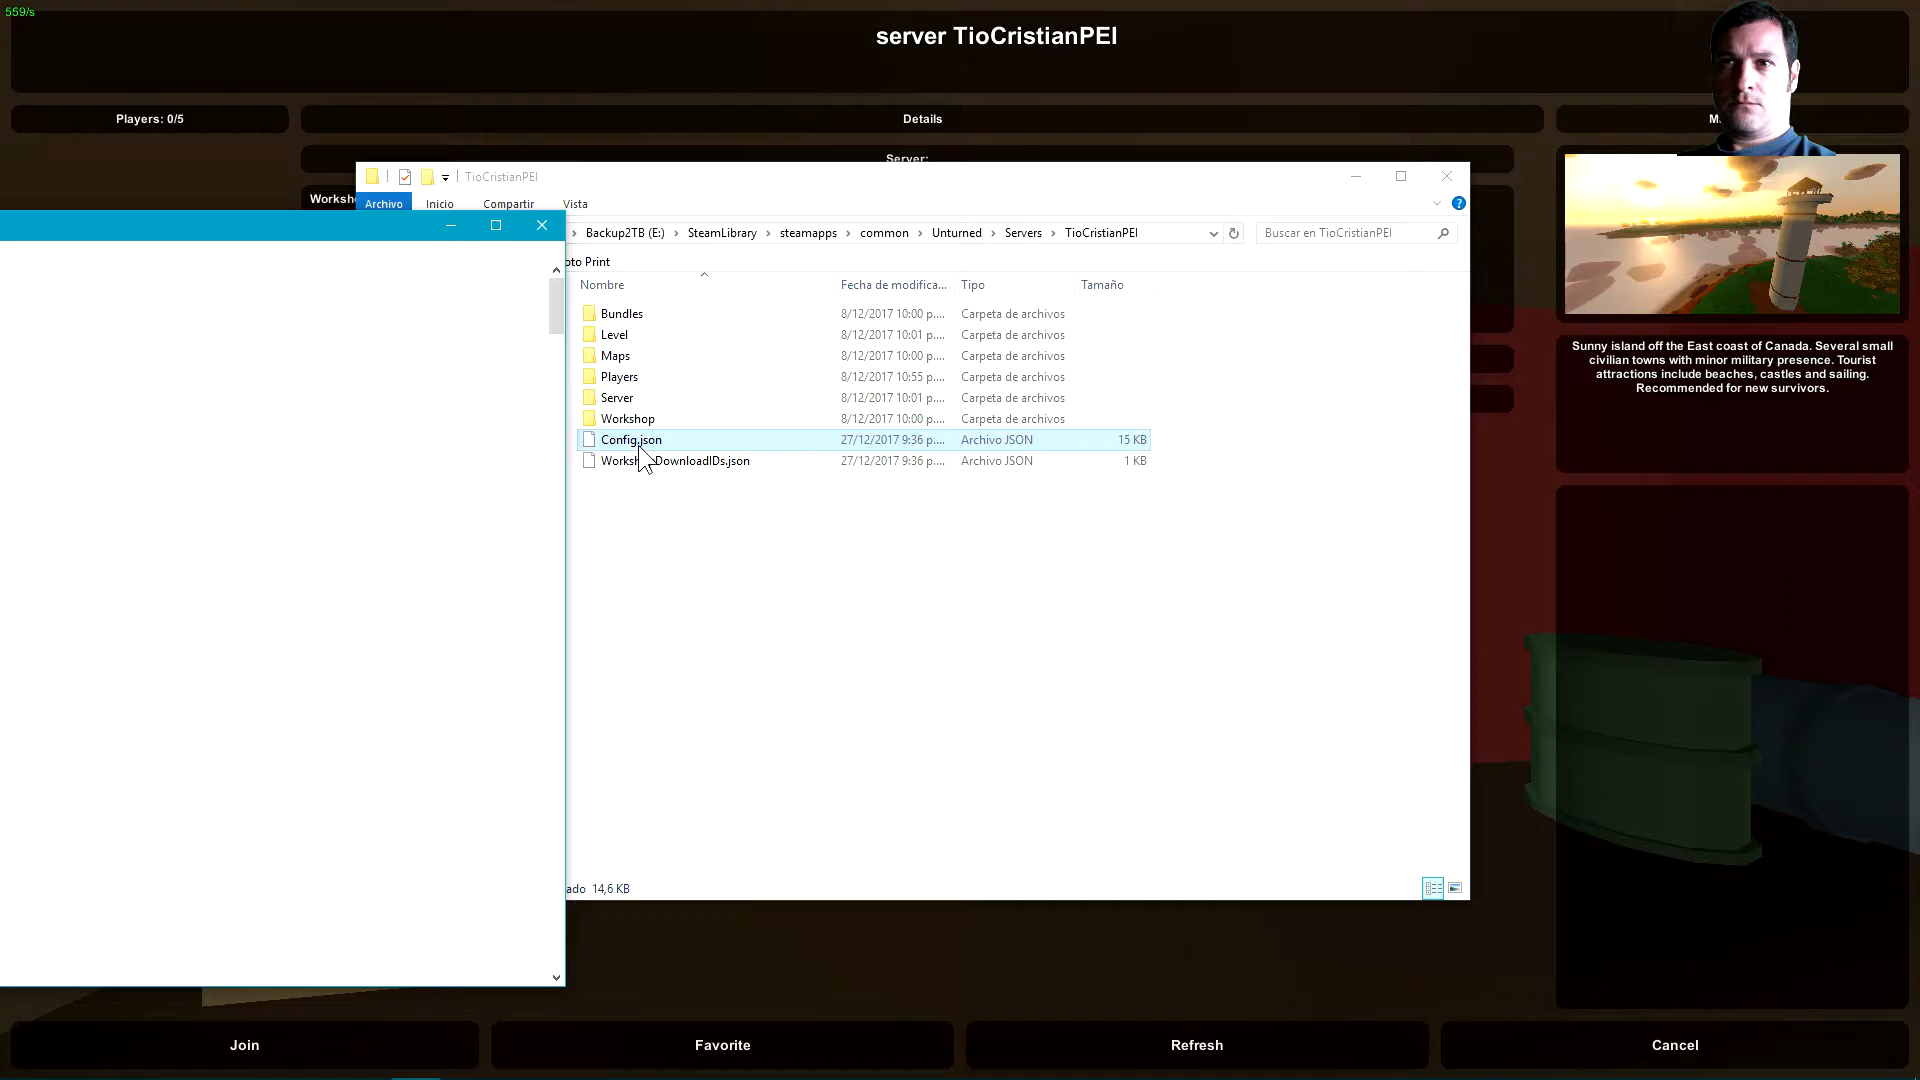 559/s
server TioCristianPEI
Players: 0/5
Details
Server:
TioCristianPEI
Archivo
Inicio
Compartir
Vista
Backup2TB (E:) > SteamLibrary > steamapps > common > Unturned > Servers > TioCristianPEI
Buscar en TioCristianPEI
Print
Nombre
Fecha de modifica...
Tipo
Tamaño
Bundles
8/12/2017 10:00 p....
Carpeta de archivos
Level
8/12/2017 10:01 p....
Carpeta de archivos
Maps
8/12/2017 10:00 p....
Carpeta de archivos
Players
8/12/2017 10:55 p....
Carpeta de archivos
Server
8/12/2017 10:01 p....
Carpeta de archivos
Workshop
8/12/2017 10:00 p....
Carpeta de archivos
Config.json
27/12/2017 9:36 p....
Archivo JSON
15 KB
DownloadIDs.json
27/12/2017 9:36 p....
Archivo JSON
1 KB
14,6 KB
Sunny island off the East coast of Canada. Several small
civilian towns with minor military presence. Tourist
attractions include beaches, castles and sailing.
Recommended for new survivors.
Join
Favorite
Refresh
Cancel